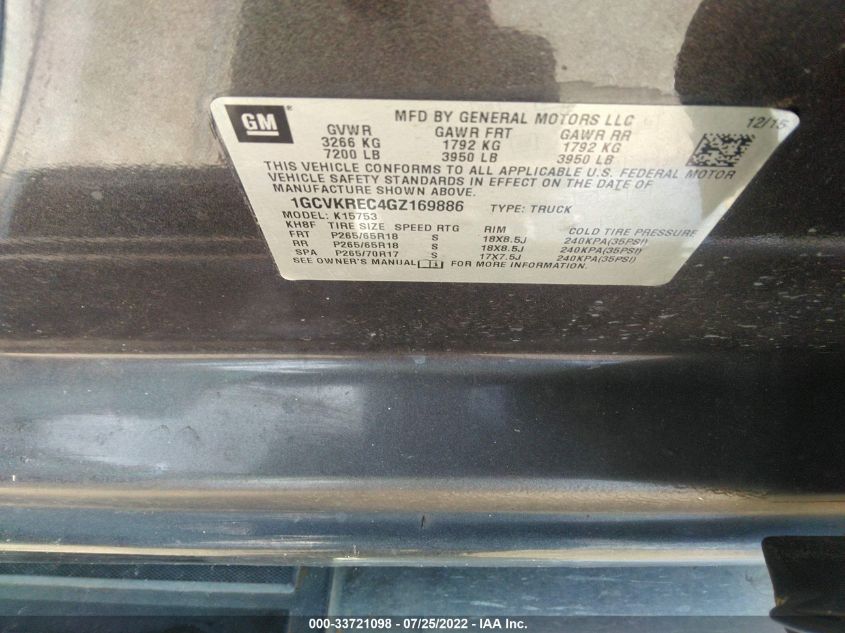 GM®
MFD BY GENERAL MOTORS LLC 12/15
GVWR GAWR FRT GAWR RR
3266 KG 1792 KG 1792 KG
7200 LB 3950 LB 3950 LB
THIS VEHICLE CONFORMS TO ALL APPLICABLE U.S. FEDERAL MOTOR
VEHICLE SAFETY STANDARDS IN EFFECT ON THE DATE OF
MANUFACTURE SHOWN ABOVE.
1GCVKREC4GZ169886 TYPE: TRUCK
MODEL: K15753
KH8F TIRE SIZE SPEED RTG RIM COLD TIRE PRESSURE
FRT P265/65R18 S 18X8.5J 240KPA(35PSI)
RR P265/65R18 S 18X8.5J 240KPA(35PSI)
SPA P265/70R17 S 17X7.5J 240KPA(35PSI)
SEE OWNER'S MANUAL FOR MORE INFORMATION.
000-33721098 - 07/25/2022 - IAA Inc.